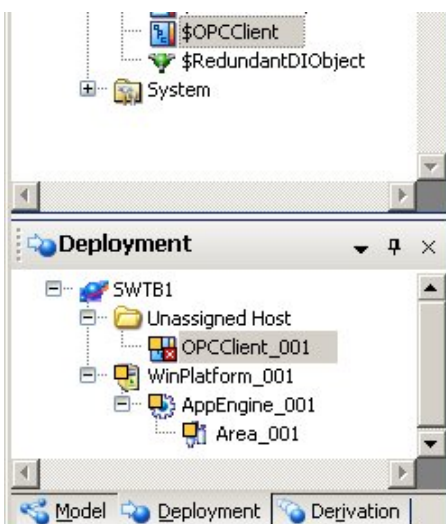 $OPCClient
$RedundantDIObject
System
Deployment
SWTB1
Unassigned Host
OPCClient_001
WinPlatform_001
AppEngine_001
Area_001
Model Deployment Derivation